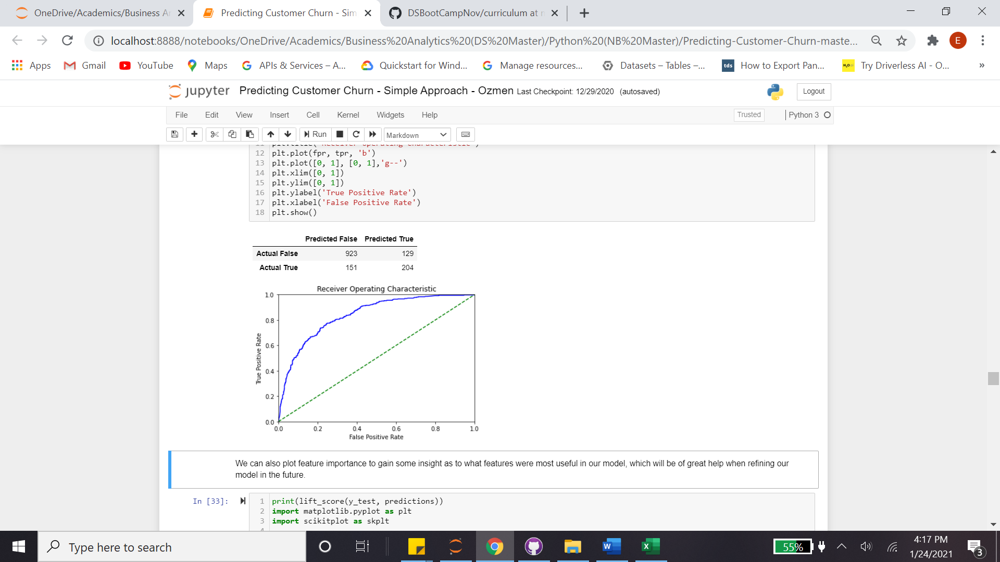 OneDrive/Academics/Business Ar
Predicting Customer Churn - Sim
DSBootCampNov/curriculum at
localhost:8888/notebooks/OneDrive/Academics/Business%20Analytics%20(DS%20Master)/Python%20(NB%20Master)/Predicting-Customer-Churn-maste...
E
Apps
Gmail
YouTube
Maps
APIs & Services – A...
Quickstart for Wind...
Manage resources...
Datasets – Tables –...
tds
How to Export Pan...
H₂O.ai
Try Driverless AI - O...
»
jupyter
Predicting Customer Churn - Simple Approach - Ozmen Last Checkpoint: 12/29/2020 (autosaved)
Logout
File
Edit
View
Insert
Cell
Kernel
Widgets
Help
Trusted
Python 3
Run
Markdown
11 plt.title('Receiver Operating Characteristic')
12 plt.plot(fpr, tpr, 'b')
13 plt.plot([0, 1], [0, 1],'g--')
14 plt.xlim([0, 1])
15 plt.ylim([0, 1])
16 plt.ylabel('True Positive Rate')
17 plt.xlabel('False Positive Rate')
18 plt.show()
Predicted False Predicted True
Actual False 923 129
Actual True 151 204
Receiver Operating Characteristic
1.0
0.8
0.6
0.4
0.2
0.0
True Positive Rate
0.0 0.2 0.4 0.6 0.8 1.0
False Positive Rate
We can also plot feature importance to gain some insight as to what features were most useful in our model, which will be of great help when refining our
model in the future.
In [33]:
1 print(lift_score(y_test, predictions))
2 import matplotlib.pyplot as plt
3 import scikitplot as skplt
4
Type here to search
W
X
55%
4:17 PM
1/24/2021
3